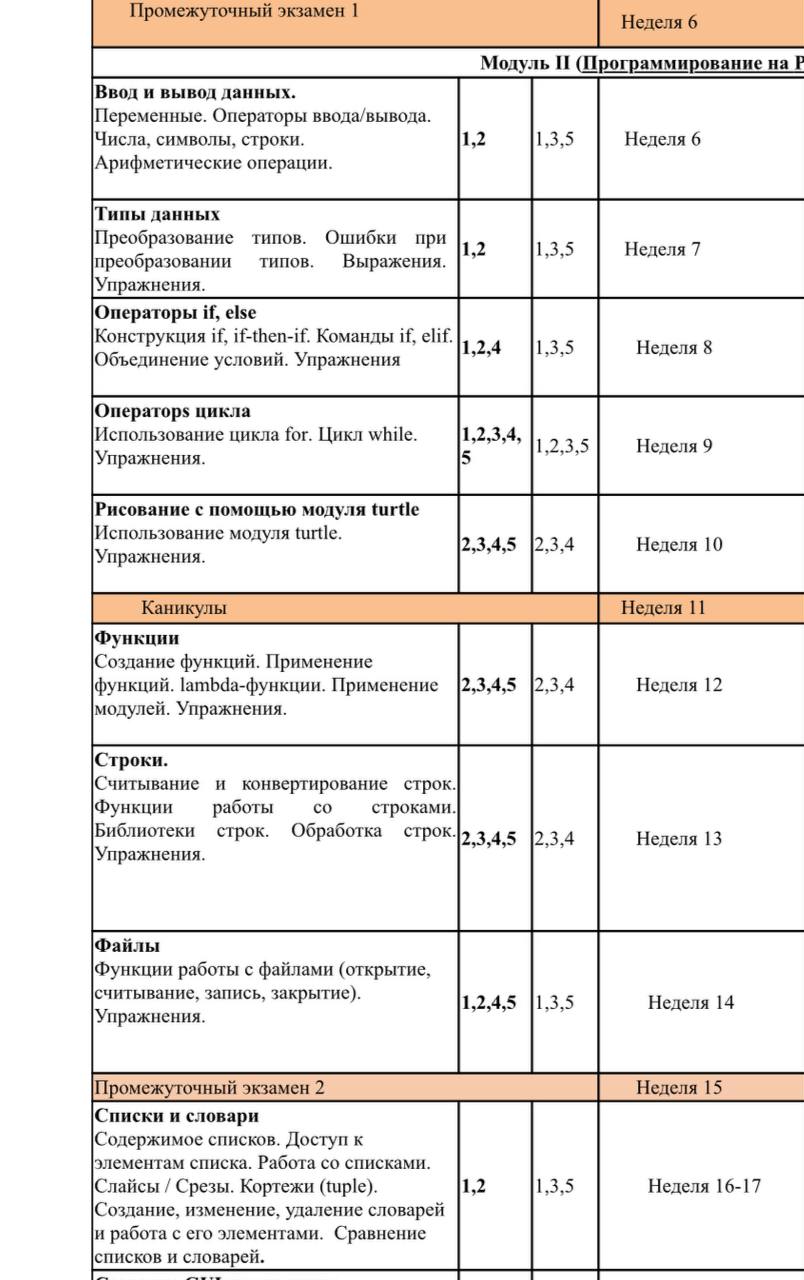 Промежуточный экзамен 1
Неделя 6
Модуль II (Программирование на P
Ввод и вывод данных.
Переменные. Операторы ввода/вывода.
Числа, символы, строки.
Арифметические операции.
1,2
1,3,5
Неделя 6
Типы данных
Преобразование типов. Ошибки при
преобразовании типов. Выражения.
Упражнения.
1,2
1,3,5
Неделя 7
Операторы if, else
Конструкция if, if-then-if. Команды if, elif.
Объединение условий. Упражнения
1,2,4
1,3,5
Неделя 8
Операторs цикла
Использование цикла for. Цикл while.
Упражнения.
1,2,3,4,
5
1,2,3,5
Неделя 9
Рисование с помощью модуля turtle
Использование модуля turtle.
Упражнения.
2,3,4,5
2,3,4
Неделя 10
Каникулы
Неделя 11
Функции
Создание функций. Применение
функций. lambda-функции. Применение
модулей. Упражнения.
2,3,4,5
2,3,4
Неделя 12
Строки.
Считывание и конвертирование строк.
Функции работы со строками.
Библиотеки строк. Обработка строк.
Упражнения.
2,3,4,5
2,3,4
Неделя 13
Файлы
Функции работы с файлами (открытие,
считывание, запись, закрытие).
Упражнения.
1,2,4,5
1,3,5
Неделя 14
Промежуточный экзамен 2
Неделя 15
Списки и словари
Содержимое списков. Доступ к
элементам списка. Работа со списками.
Слайсы / Срезы. Кортежи (tuple).
Создание, изменение, удаление словарей
и работа с его элементами. Сравнение
списков и словарей.
1,2
1,3,5
Неделя 16-17